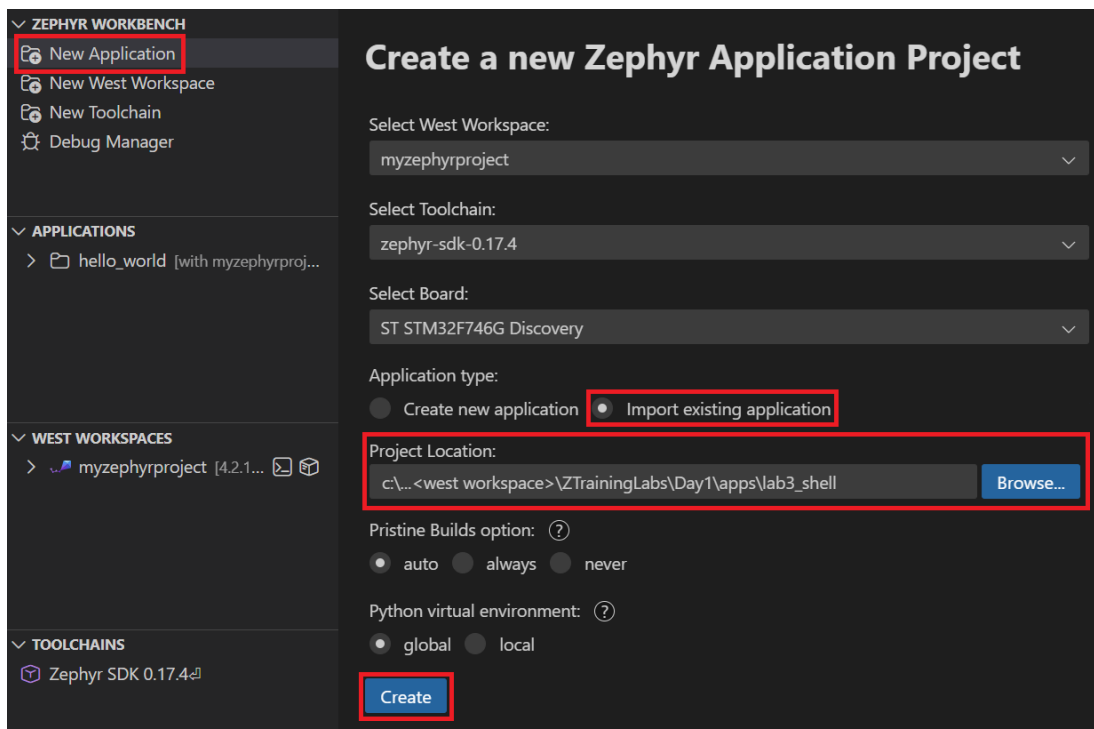 ZEPHYR WORKBENCH
New Application
New West Workspace
New Toolchain
Debug Manager
APPLICATIONS
hello_world [with myzephyrproj...
WEST WORKSPACES
myzephyrproject [4.2.1...
TOOLCHAINS
Zephyr SDK 0.17.4
Create a new Zephyr Application Project
Select West Workspace:
myzephyrproject
Select Toolchain:
zephyr-sdk-0.17.4
Select Board:
ST STM32F746G Discovery
Application type:
Create new application Import existing application
Project Location:
c:\...<west workspace>\ZTrainingLabs\Day1\apps\lab3_shell Browse...
Pristine Builds option: ?
auto always never
Python virtual environment: ?
global local
Create